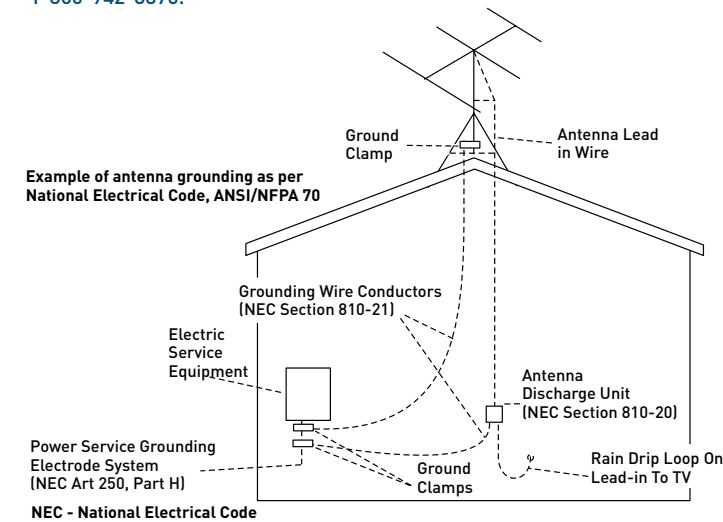 Ground
Clamp
Antenna Lead
in Wire
Example of antenna grounding as per
National Electrical Code, ANSI/NFPA 70
Grounding Wire Conductors
(NEC Section 810-21)
Electric
Service
Equipment
Antenna
Discharge Unit
(NEC Section 810-20)
Power Service Grounding
Electrode System
(NEC Art 250, Part H)
Ground
Clamps
Rain Drip Loop On
Lead-in To TV
NEC - National Electrical Code